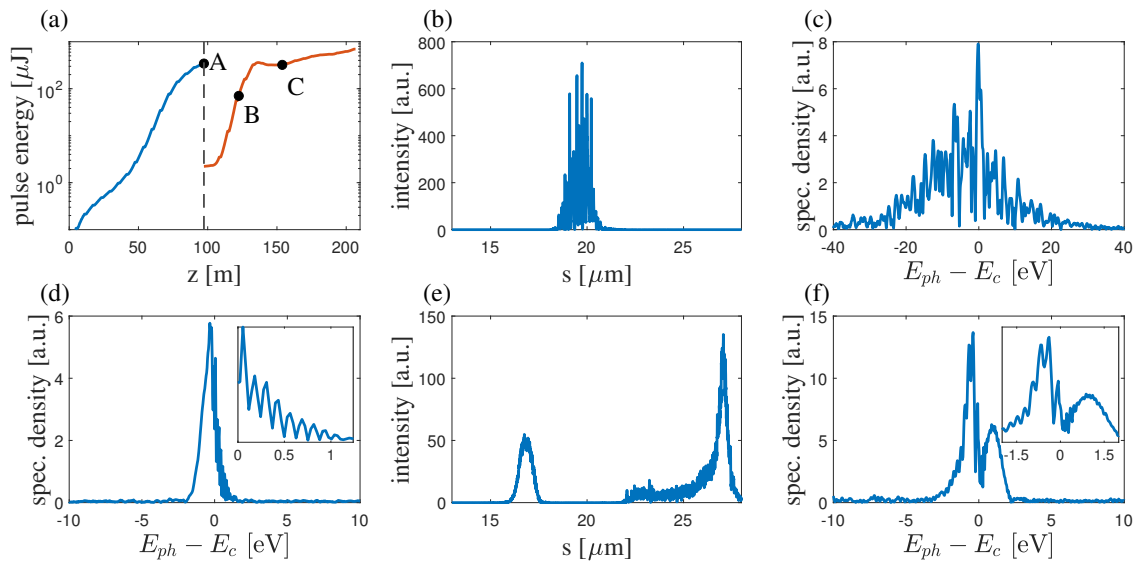 (a)
pulse energy [μJ]
10²
10⁰
A
B
C
0 50 100 150 200
z [m]
(b)
intensity [a.u.]
800
600
400
200
0
15 20 25
s [μm]
(c)
spec. density [a.u.]
8
6
4
2
0
-40 -20 0 20 40
E_ph − E_c [eV]
(d)
spec. density [a.u.]
6
4
2
0
-10 -5 0 5 10
E_ph − E_c [eV]
0 0.5 1
(e)
intensity [a.u.]
150
100
50
0
15 20 25
s [μm]
(f)
spec. density [a.u.]
15
10
5
0
-10 -5 0 5 10
E_ph − E_c [eV]
-1.5 0 1.5